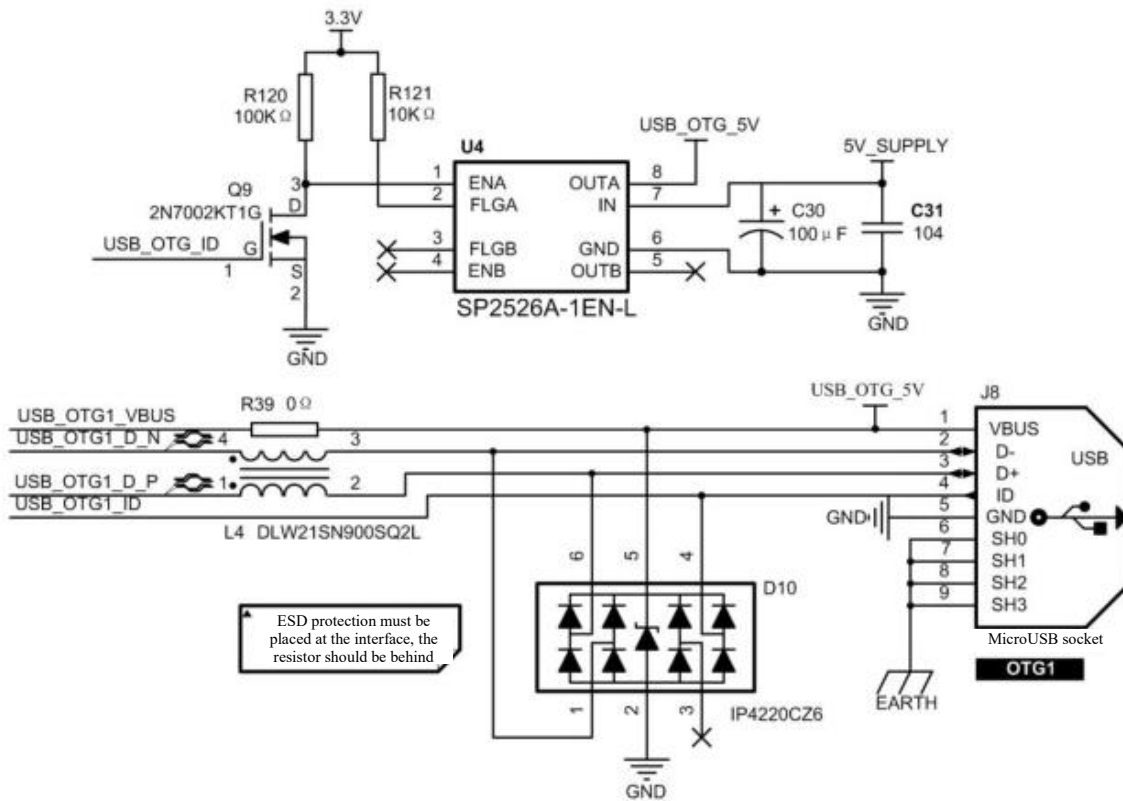 3.3V
R120
100K Ω
R121
10K Ω
U4
USB_OTG_5V
5V_SUPPLY
Q9
2N7002KT1G
3
D
G
S
1
2
USB_OTG_ID
GND
1 ENA OUTA 8
2 FLGA IN 7
3 FLGB GND 6
4 ENB OUTB 5
SP2526A-1EN-L
+ C30
100 μ F
C31
104
GND
USB_OTG1_VBUS
USB_OTG1_D_N
USB_OTG1_D_P
USB_OTG1_ID
R39 0 Ω
4 3
1 2
L4 DLW21SN900SQ2L
USB_OTG_5V
J8
1 VBUS
2 D-
3 D+
4 ID
5 GND
6 SH0
7 SH1
8 SH2
9 SH3
USB
GND
MicroUSB socket
OTG1
EARTH
6 5 4
D10
1 2 3
IP4220CZ6
GND
ESD protection must be
placed at the interface, the
resistor should be behind